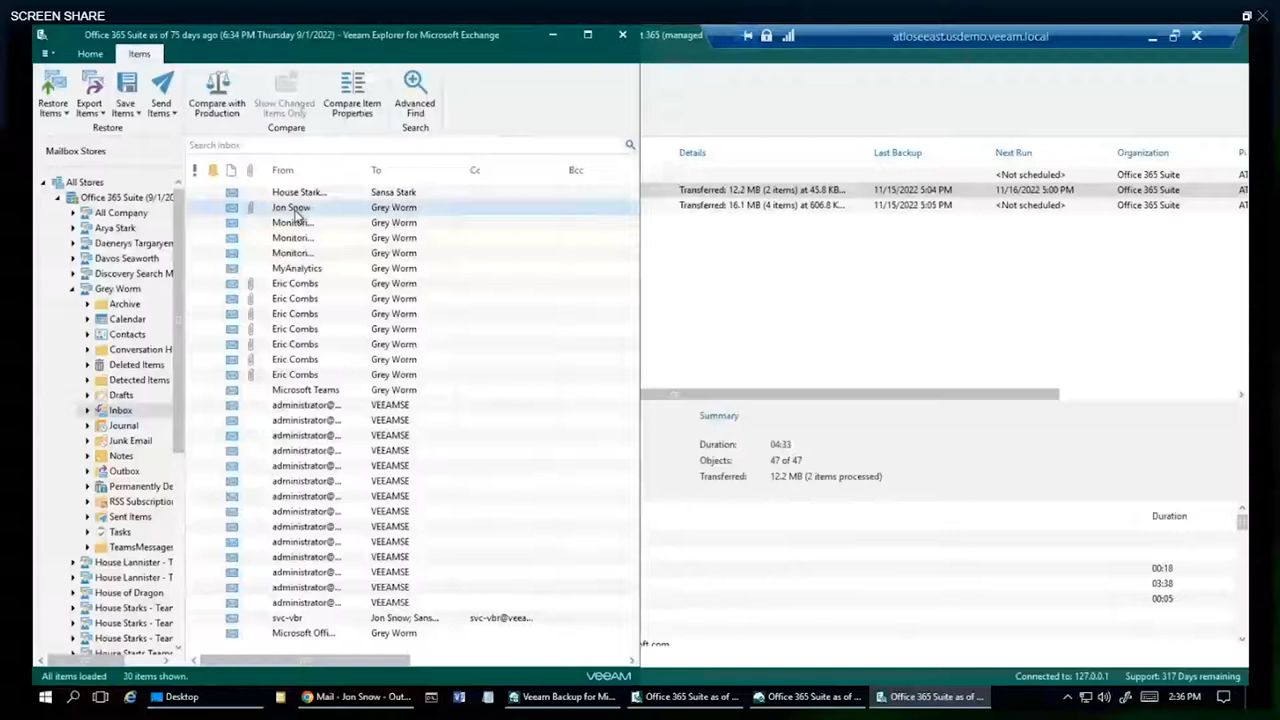 SCREEN SHARE
Office 365 Suite as of 75 days ago (6:34 PM Thursday 9/1/2022) - Veeam Explorer for Microsoft Exchange
t 365 (managed
atloseeast.usdemo.veeam.local
Home Items
Restore Items
Export Items
Save Items
Send Items
Compare with Production
Show Changed Items Only
Compare Item Properties
Advanced Find
Restore Compare Search
Mailbox Stores
Search Inbox
Details Last Backup Next Run Organization
From To Cc Bcc
<Not scheduled> Office 365 Suite AT
Transferred: 12.2 MB (2 items) at 45.8 KB... 11/15/2022 5:04 PM 11/16/2022 5:00 PM Office 365 Suite AT
Transferred: 16.1 MB (4 items) at 606.8 K... 11/15/2022 5:05 PM <Not scheduled> Office 365 Suite AT
All Stores
Office 365 Suite (9/1/2
All Company
Arya Stark
Daenerys Targaryen
Davos Seaworth
Discovery Search M
Grey Worm
Archive
Calendar
Contacts
Conversation H
Deleted Items
Detected Items
Drafts
Inbox
Journal
Junk Email
Notes
Outbox
Permanently De
RSS Subscription
Sent Items
Tasks
TeamsMessages
House Lannister - T
House Lannister - T
House of Dragon
House Starks - Tear
House Starks - Tear
House Starks - Tear
House Starts Team
House Stark... Sansa Stark
Jon Snow Grey Worm
Monitori... Grey Worm
Monitori... Grey Worm
Monitori... Grey Worm
MyAnalytics Grey Worm
Eric Combs Grey Worm
Eric Combs Grey Worm
Eric Combs Grey Worm
Eric Combs Grey Worm
Eric Combs Grey Worm
Eric Combs Grey Worm
Eric Combs Grey Worm
Microsoft Teams Grey Worm
administrator@... VEEAMSE
administrator@... VEEAMSE
administrator@... VEEAMSE
administrator@... VEEAMSE
administrator@... VEEAMSE
administrator@... VEEAMSE
administrator@... VEEAMSE
administrator@... VEEAMSE
administrator@... VEEAMSE
administrator@... VEEAMSE
administrator@... VEEAMSE
administrator@... VEEAMSE
administrator@... VEEAMSE
administrator@... VEEAMSE
svc-vbr Jon Snow; Sans... svc-vbr@veea...
Microsoft Offi... Grey Worm
Summary
Duration: 04:33
Objects: 47 of 47
Transferred: 12.2 MB (2 items processed)
Duration
00:18
03:38
00:05
All items loaded 30 items shown. VEEAM Connected to: 127.0.0.1 Support: 317 Days remaining
Desktop Mail - Jon Snow - Out... Veeam Backup for Mi... Office 365 Suite as of ... Office 365 Suite as of ... Office 365 Suite as of ... 2:36 PM